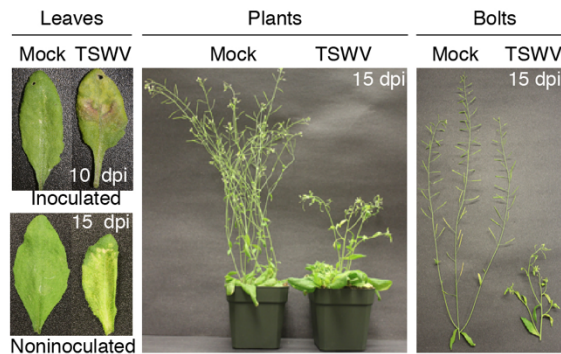 Leaves
Mock TSWV
10 dpi
Inoculated
15 dpi
Noninoculated
Plants
Mock TSWV
15 dpi
Bolts
Mock TSWV
15 dpi